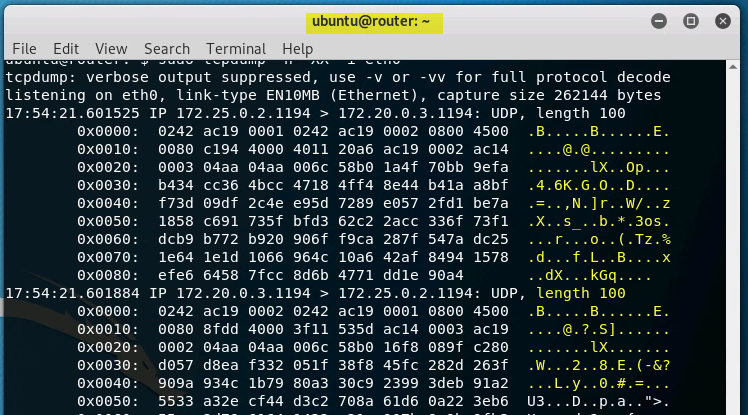 ubuntu@router: ~
File Edit View Search Terminal Help
tcpdump: verbose output suppressed, use -v or -vv for full protocol decode
listening on eth0, link-type EN10MB (Ethernet), capture size 262144 bytes
17:54:21.601525 IP 172.25.0.2.1194 > 172.20.0.3.1194: UDP, length 100
0x0000: 0242 ac19 0001 0242 ac19 0002 0800 4500 .B.....B......E.
0x0010: 0080 c194 4000 4011 20a6 ac19 0002 ac14 ....@.@.........
0x0020: 0003 04aa 04aa 006c 58b0 1a4f 70bb 9efa .......lX..Op...
0x0030: b434 cc36 4bcc 4718 4ff4 8e44 b41a a8bf .4.6K.G.O..D....
0x0040: f73d 09df 2c4e e95d 7289 e057 2fd1 be7a .=..,N.]r..W/..z
0x0050: 1858 c691 735f bfd3 62c2 2acc 336f 73f1 .X..s_..b.*.3os.
0x0060: dcb9 b772 b920 906f f9ca 287f 547a dc25 ...r...o..(.Tz.%
0x0070: 1e64 1e1d 1066 964c 10a6 42af 8494 1578 .d...f.L..B....x
0x0080: efe6 6458 7fcc 8d6b 4771 dd1e 90a4 ..dX...kGq....
17:54:21.601884 IP 172.20.0.3.1194 > 172.25.0.2.1194: UDP, length 100
0x0000: 0242 ac19 0002 0242 ac19 0001 0800 4500 .B.....B......E.
0x0010: 0080 8fdd 4000 3f11 535d ac14 0003 ac19 ....@.?.S]......
0x0020: 0002 04aa 04aa 006c 58b0 16f8 089f c280 .......lX.......
0x0030: d057 d8ea f332 051f 38f8 45fc 282d 263f .W...2..8.E.(-&?
0x0040: 909a 934c 1b79 80a3 30c9 2399 3deb 91a2 ...L.y..0.#.=...
0x0050: 5533 a32e cf44 d3c2 708a 61d6 0a22 3eb6 U3...D..p.a..">.